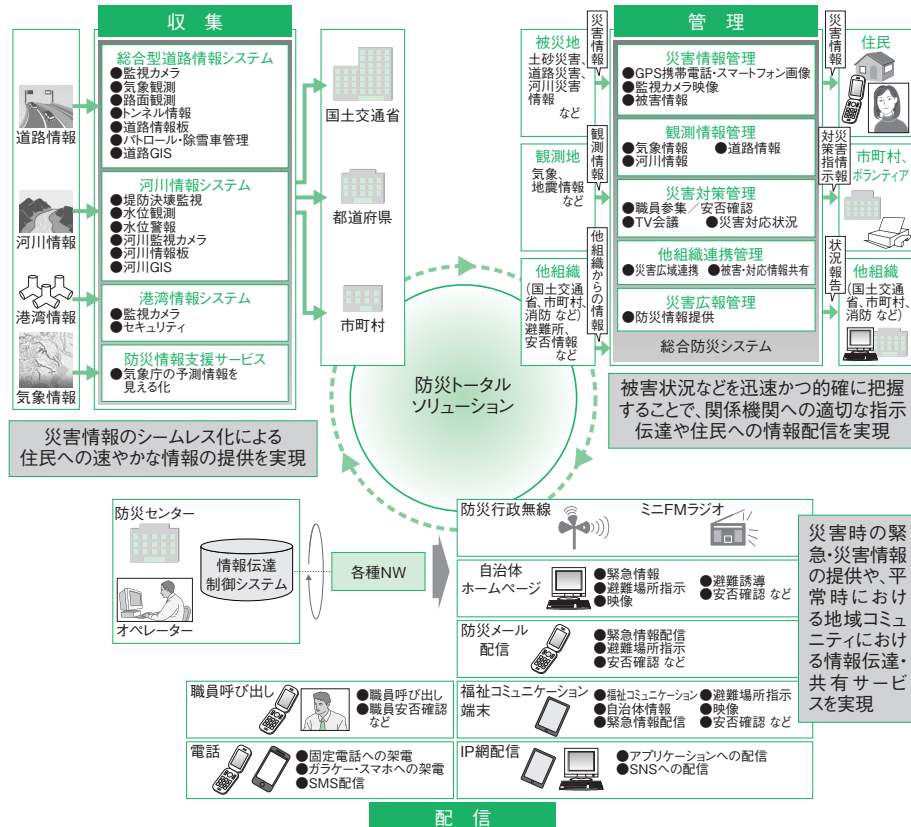 収 集
道路情報
河川情報
港湾情報
気象情報
総合型道路情報システム
●監視カメラ
●気象観測
●路面観測
●トンネル情報
●道路情報板
●パトロール・除雪車管理
●道路GIS
河川情報システム
●堤防決壊監視
●水位観測
●水位警報
●河川監視カメラ
●河川情報板
●河川GIS
港湾情報システム
●監視カメラ
●セキュリティ
防災情報支援サービス
●気象庁の予測情報を
見える化
国土交通省
都道府県
市町村
災害情報のシームレス化による
住民への速やかな情報の提供を実現
防災トータル
ソリューション
管 理
被災地
土砂災害、
道路災害、
河川災害
情報
など
観測地
気象、
地震情報
など
他組織
(国土交通
省、市町村、
消防 など)
避難所、
安否情報
など
災害情報
観測情報
他組織からの情報
災害情報管理
●GPS携帯電話・スマートフォン画像
●監視カメラ映像
●被害情報
観測情報管理
●気象情報 ●道路情報
●河川情報
災害対策管理
●職員参集／安否確認
●TV会議 ●災害対応状況
他組織連携管理
●災害広域連携 ●被害・対応情報共有
災害広報管理
●防災情報提供
総合防災システム
災害情報
災害情報
対策指示
状況報告
住民
市町村、
ボランティア
他組織
(国土交通
省、市町村、
消防 など)
被害状況などを迅速かつ的確に把握
することで、関係機関への適切な指示
伝達や住民への情報配信を実現
防災センター
オペレーター
情報伝達
制御システム
各種NW
防災行政無線
ミニFMラジオ
自治体
ホームページ
●緊急情報
●避難場所指示
●映像
●避難誘導
●安否確認 など
防災メール
配信
●緊急情報配信
●避難場所指示
●安否確認 など
職員呼び出し
●職員呼び出し
●職員安否確認
など
福祉コミュニケーション
端末
●福祉コミュニケーション
●自治体情報
●緊急情報配信
●避難場所指示
●映像
●安否確認 など
電話
●固定電話への架電
●ガラケー・スマホへの架電
●SMS配信
IP網配信
●アプリケーションへの配信
●SNSへの配信
災害時の緊
急・災害情報
の提供や、平
常時におけ
る地域コミュ
ニティにおけ
る情報伝達・
共有サービ
スを実現
配 信